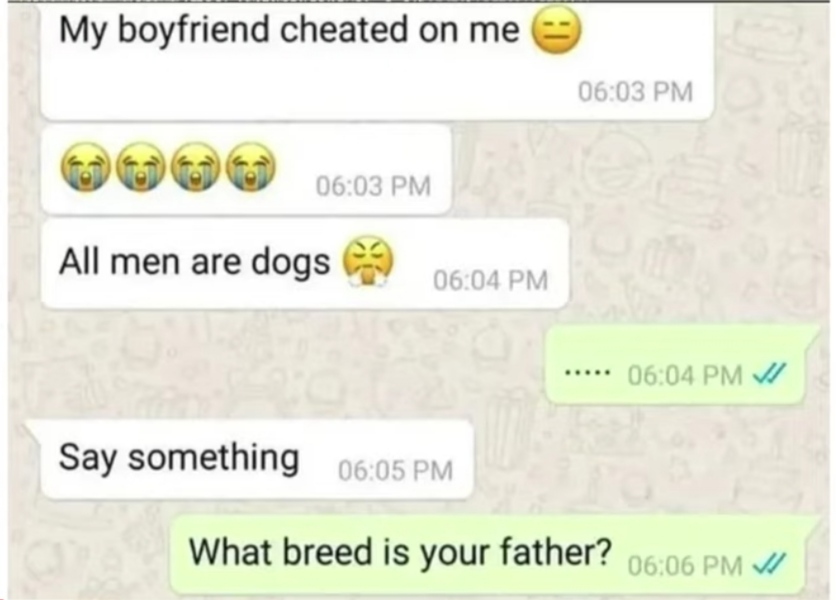 My boyfriend cheated on me 😑
06:03 PM
😭😭😭😭 06:03 PM
All men are dogs 😤 06:04 PM
..... 06:04 PM
Say something 06:05 PM
What breed is your father? 06:06 PM